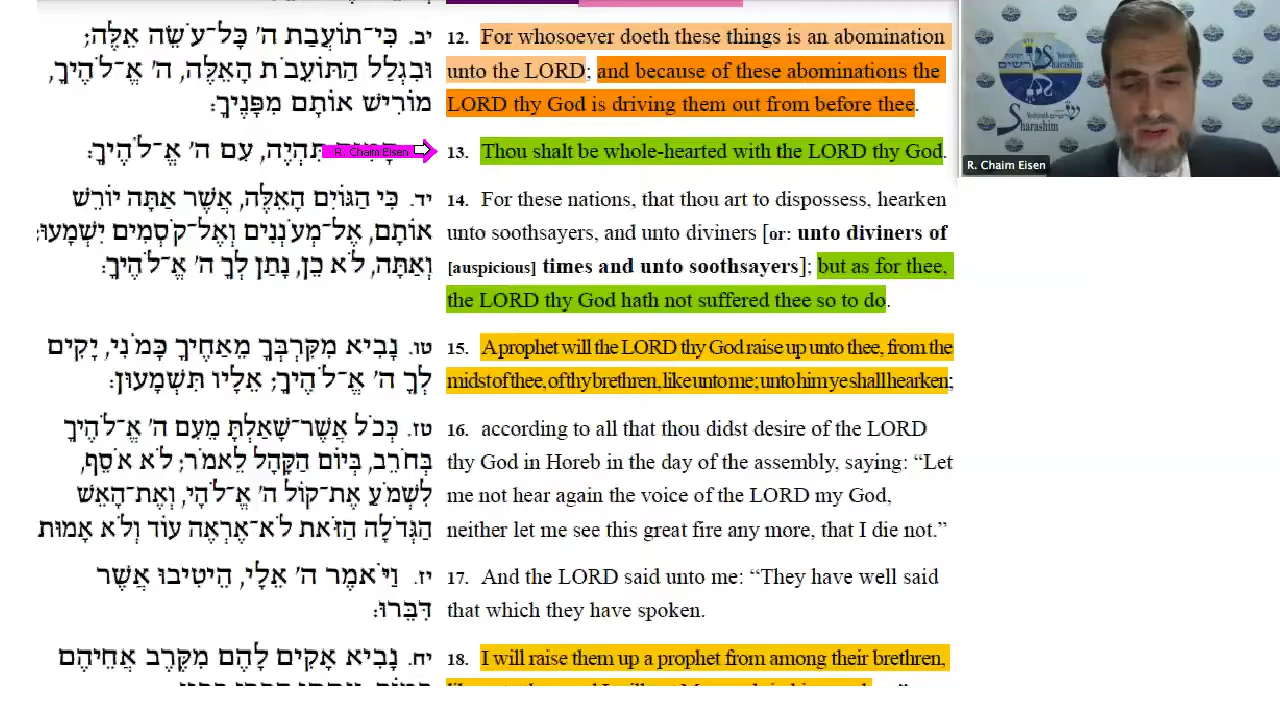 יב. כִּי־תוֹעֲבַת ה' כָּל־עֹשֵׂה אֵלֶּה;
וּבִגְלַל הַתּוֹעֵבֹת הָאֵלֶּה, ה' אֱ־לֹהֶיךָ,
מוֹרִישׁ אוֹתָם מִפָּנֶיךָ:
12. For whosoever doeth these things is an abomination
unto the LORD; and because of these abominations the
LORD thy God is driving them out from before thee.
יג. תִּהְיֶה, עִם ה' אֱ־לֹהֶיךָ:
R. Chaim Eisen
13. Thou shalt be whole-hearted with the LORD thy God.
יד. כִּי הַגּוֹיִם הָאֵלֶּה, אֲשֶׁר אַתָּה יוֹרֵשׁ
אוֹתָם, אֶל־מְעֹנְנִים וְאֶל־קֹסְמִים יִשְׁמָעוּ;
וְאַתָּה, לֹא כֵן, נָתַן לְךָ ה' אֱ־לֹהֶיךָ:
14. For these nations, that thou art to dispossess, hearken
unto soothsayers, and unto diviners [or: unto diviners of
[auspicious] times and unto soothsayers]; but as for thee,
the LORD thy God hath not suffered thee so to do.
טו. נָבִיא מִקִּרְבְּךָ מֵאַחֶיךָ כָּמֹנִי, יָקִים
לְךָ ה' אֱ־לֹהֶיךָ; אֵלָיו תִּשְׁמָעוּן:
15. A prophet will the LORD thy God raise up unto thee, from the
midst of thee, of thy brethren, like unto me; unto him ye shall hearken;
טז. כְּכֹל אֲשֶׁר־שָׁאַלְתָּ מֵעִם ה' אֱ־לֹהֶיךָ
בְּחֹרֵב, בְּיוֹם הַקָּהָל לֵאמֹר; לֹא אֹסֵף,
לִשְׁמֹעַ אֶת־קוֹל ה' אֱ־לֹהָי, וְאֶת־הָאֵשׁ
הַגְּדֹלָה הַזֹּאת לֹא־אֶרְאֶה עוֹד וְלֹא אָמוּת
16. according to all that thou didst desire of the LORD
thy God in Horeb in the day of the assembly, saying: “Let
me not hear again the voice of the LORD my God,
neither let me see this great fire any more, that I die not.”
יז. וַיֹּאמֶר ה' אֵלָי, הֵיטִיבוּ אֲשֶׁר
דִּבֵּרוּ:
17. And the LORD said unto me: “They have well said
that which they have spoken.
יח. נָבִיא אָקִים לָהֶם מִקֶּרֶב אֲחֵיהֶם
18. I will raise them up a prophet from among their brethren,
Sharashim
Yeshivath
Sharashim
R. Chaim Eisen